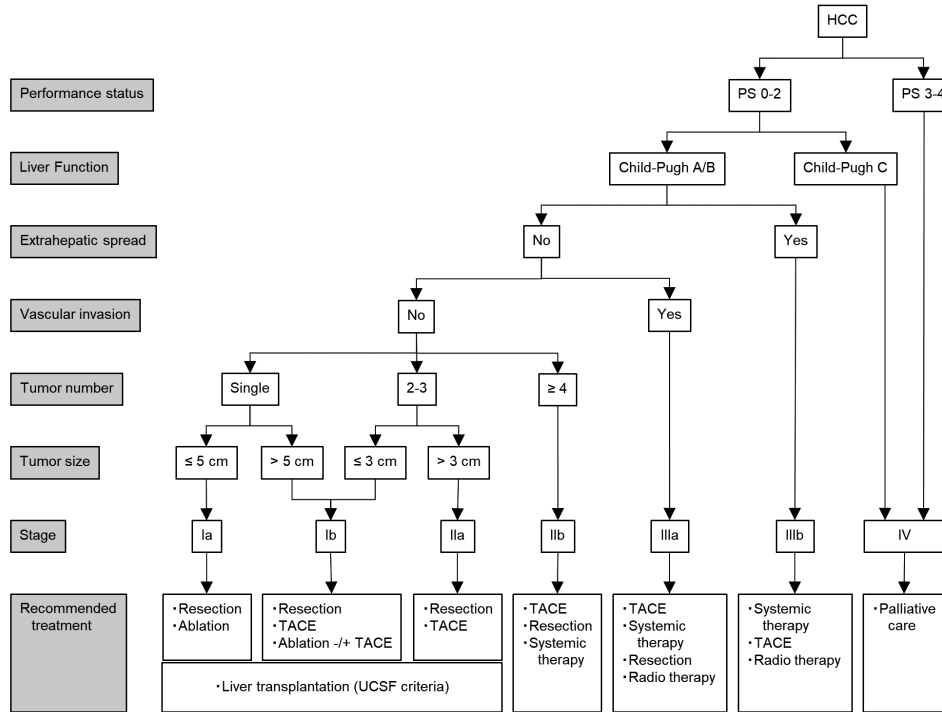 HCC
Performance status
PS 0-2
PS 3-4
Liver Function
Child-Pugh A/B
Child-Pugh C
Extrahepatic spread
No
Yes
Vascular invasion
No
Yes
Tumor number
Single
2-3
≥ 4
Tumor size
≤ 5 cm
> 5 cm
≤ 3 cm
> 3 cm
Stage
Ia
Ib
IIa
IIb
IIIa
IIIb
IV
Recommended
treatment
・Resection
・Ablation
・Resection
・TACE
・Ablation -/+ TACE
・Resection
・TACE
・Liver transplantation (UCSF criteria)
・TACE
・Resection
・Systemic
therapy
・TACE
・Systemic
therapy
・Resection
・Radio therapy
・Systemic
therapy
・TACE
・Radio therapy
・Palliative
care